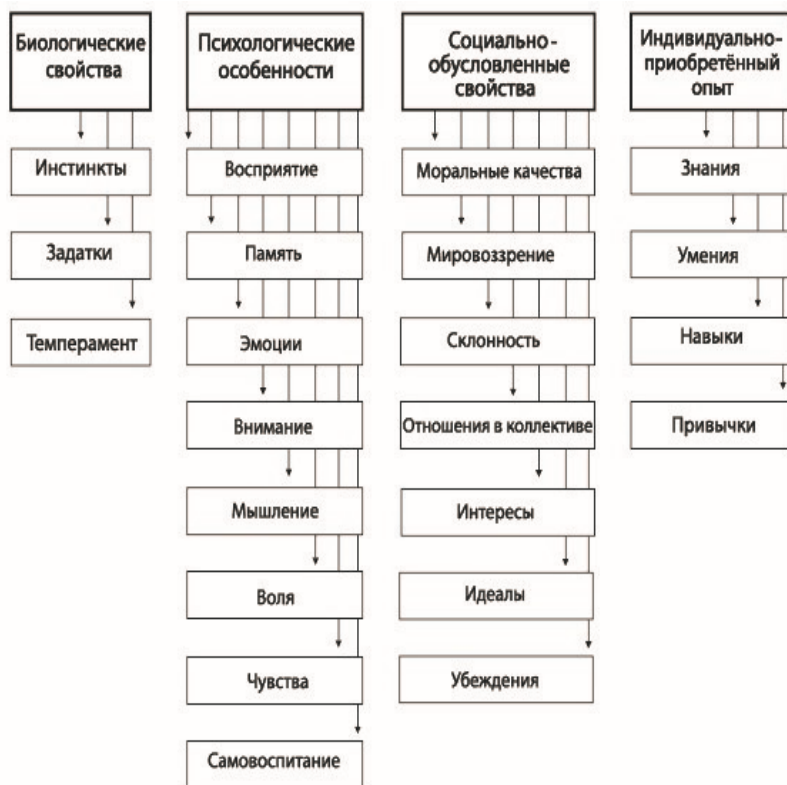 Биологические
свойства
Инстинкты
Задатки
Темперамент
Психологические
особенности
Восприятие
Память
Эмоции
Внимание
Мышление
Воля
Чувства
Самовоспитание
Социально-
обусловленные
свойства
Моральные качества
Мировоззрение
Склонность
Отношения в коллективе
Интересы
Идеалы
Убеждения
Индивидуально-
приобретённый
опыт
Знания
Умения
Навыки
Привычки